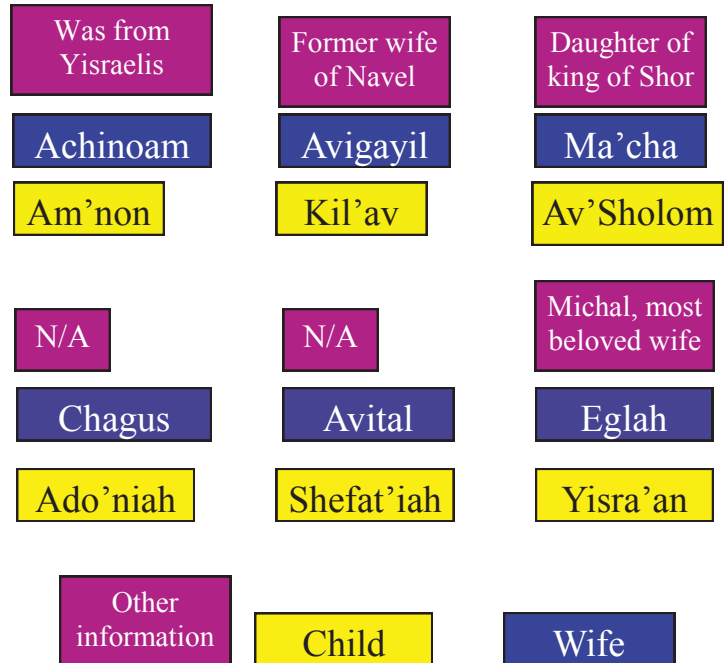 Was from
Yisraelis
Former wife
of Navel
Daughter of
king of Shor
Achinoam
Avigayil
Ma’cha
Am’non
Kil’av
Av’Sholom
N/A
N/A
Michal, most
beloved wife
Chagus
Avital
Eglah
Ado’niah
Shefat’iah
Yisra’an
Other
information
Child
Wife